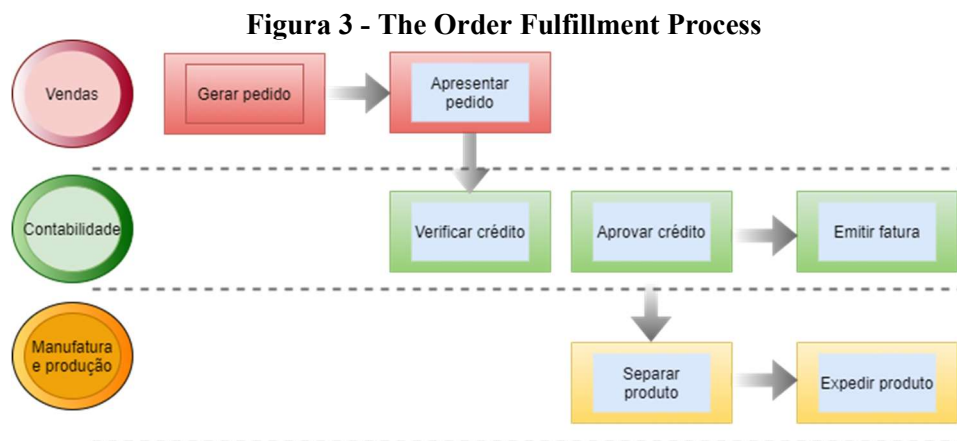 Figura 3 - The Order Fulfillment Process
Vendas
Gerar pedido
Apresentar
pedido
Contabilidade
Verificar crédito
Aprovar crédito
Emitir fatura
Manufatura
e produção
Separar
produto
Expedir produto